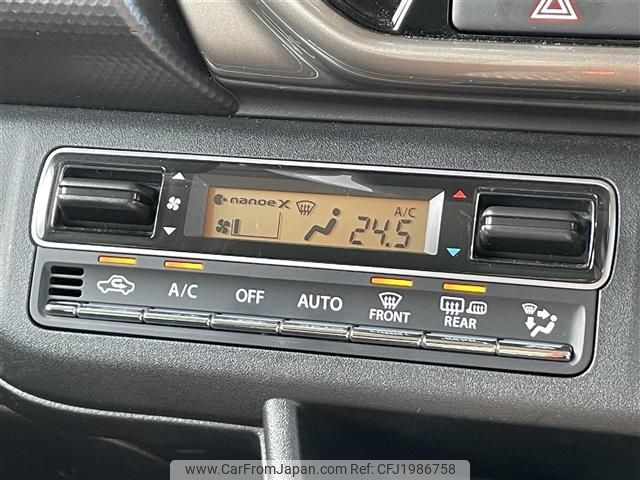 nanoe X
A/C
24.5
A/C
OFF
AUTO
FRONT
REAR
www.CarFromJapan.com Ref: CFJ1986758